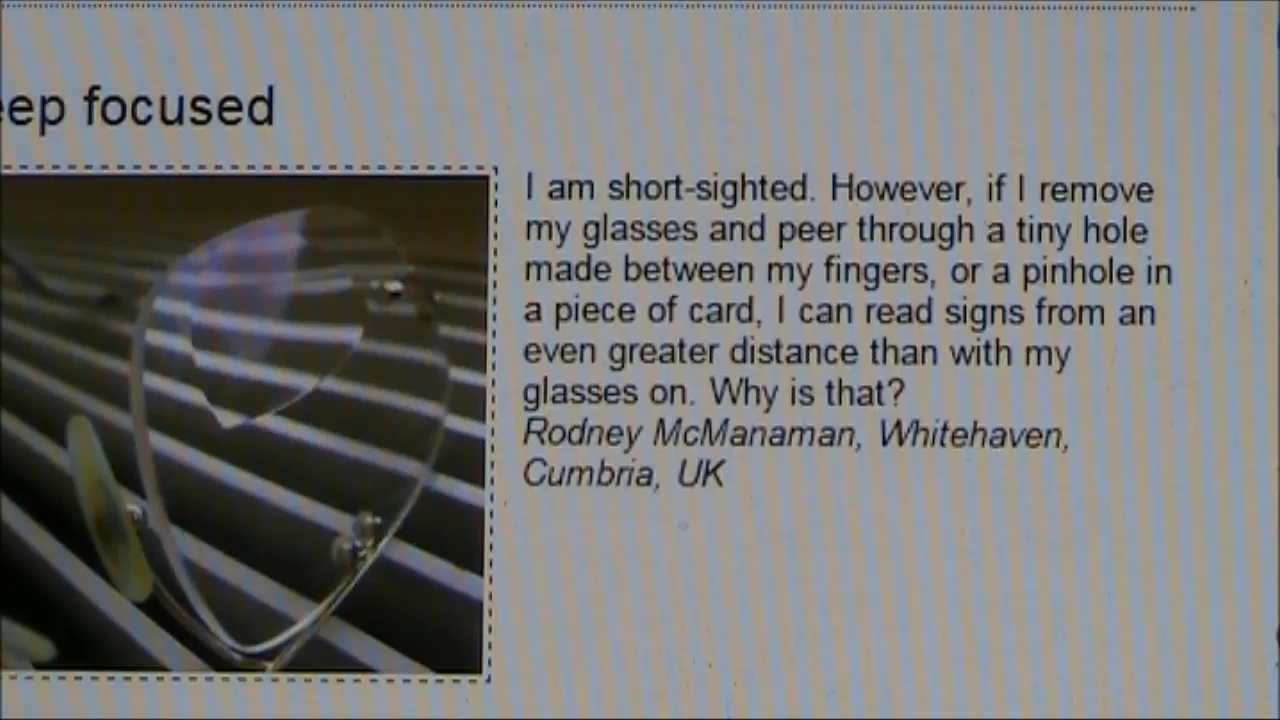 focused
I am short-sighted. However, if I remove
my glasses and peer through a tiny hole
made between my fingers, or a pinhole in
a piece of card, I can read signs from an
even greater distance than with my
glasses on. Why is that?
Rodney McManaman, Whitehaven,
Cumbria, UK